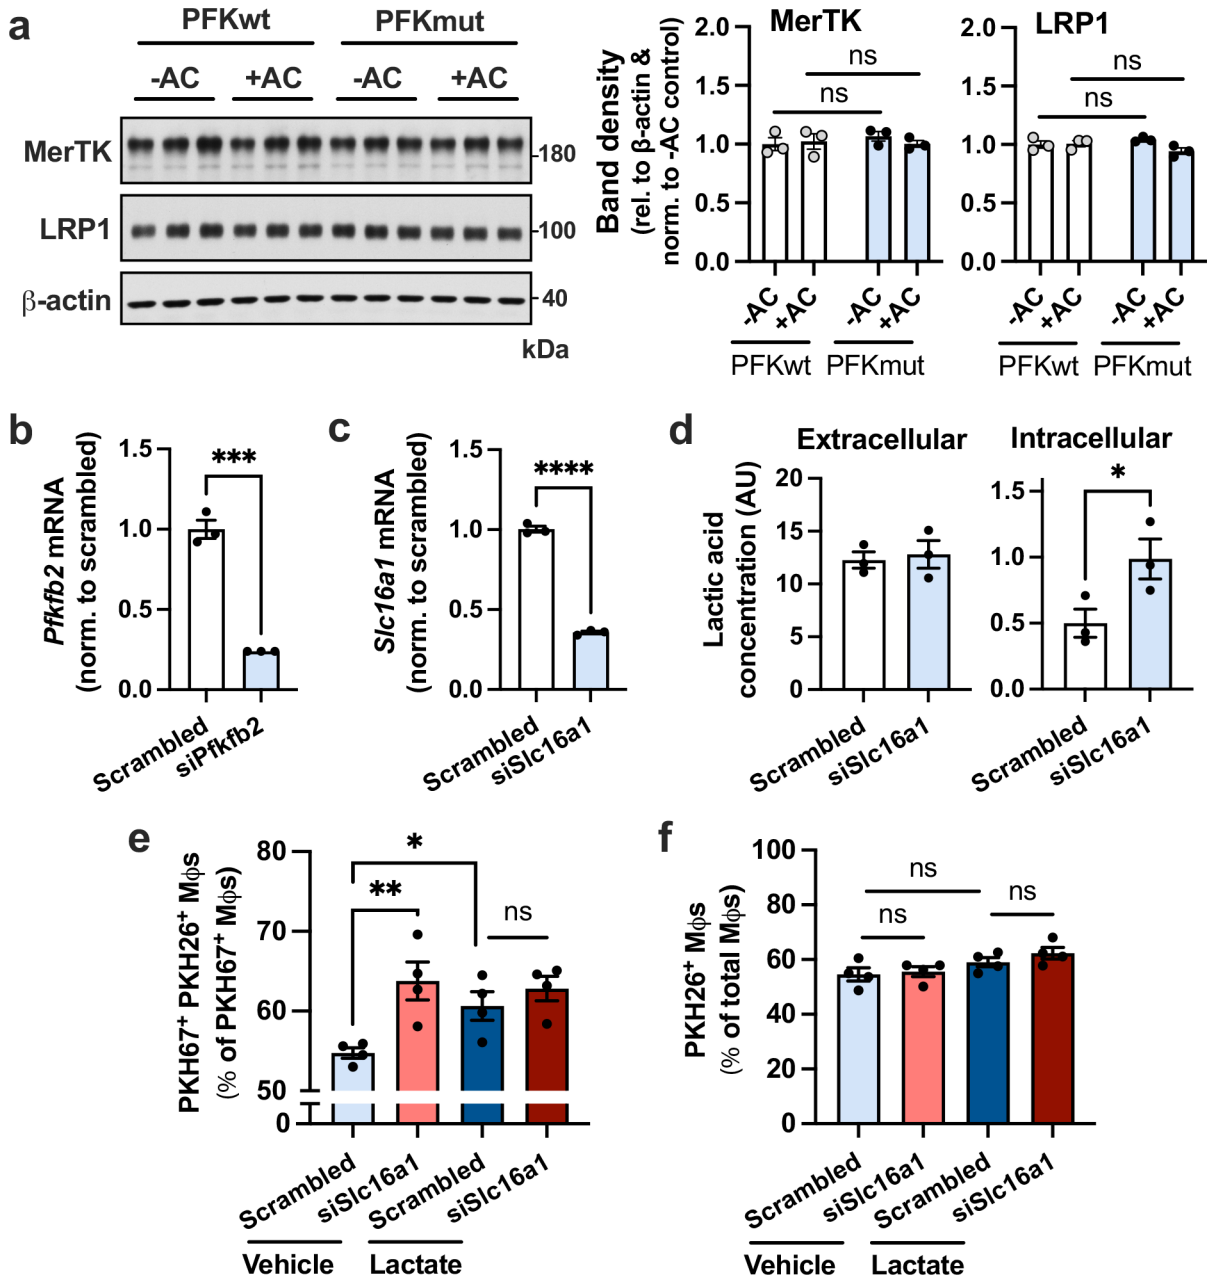 a
PFKwt PFKmut
-AC +AC -AC +AC
MerTK
180
LRP1
100
β-actin
40
kDa
Band density
(rel. to β-actin &
norm. to -AC control)
MerTK
2.0
1.5
1.0
0.5
0.0
ns
ns
-AC +AC -AC +AC
PFKwt PFKmut
LRP1
2.0
1.5
1.0
0.5
0.0
ns
ns
-AC +AC -AC +AC
PFKwt PFKmut
b
Pfkfb2 mRNA
(norm. to scrambled)
1.5
1.0
0.5
0.0
***
Scrambled
siPfkfb2
c
Slc16a1 mRNA
(norm. to scrambled)
1.5
1.0
0.5
0.0
****
Scrambled
siSlc16a1
d
Lactic acid
concentration (AU)
Extracellular
20
15
10
5
0
Scrambled
siSlc16a1
Intracellular
1.5
1.0
0.5
0.0
*
Scrambled
siSlc16a1
e
PKH67⁺ PKH26⁺ Mϕs
(% of PKH67⁺ Mϕs)
80
70
60
50
0
*
**
ns
Scrambled
siSlc16a1
Scrambled
siSlc16a1
Vehicle Lactate
f
PKH26⁺ Mϕs
(% of total Mϕs)
100
80
60
40
20
0
ns
ns
ns
Scrambled
siSlc16a1
Scrambled
siSlc16a1
Vehicle Lactate